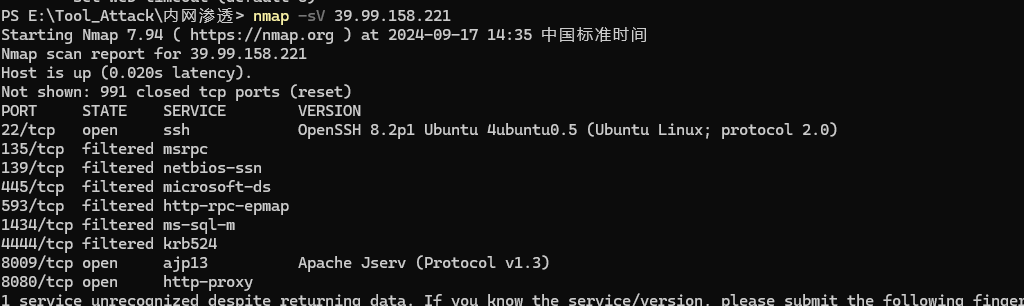 PS E:\Tool_Attack\内网渗透> nmap -sV 39.99.158.221
Starting Nmap 7.94 ( https://nmap.org ) at 2024-09-17 14:35 中国标准时间
Nmap scan report for 39.99.158.221
Host is up (0.020s latency).
Not shown: 991 closed tcp ports (reset)
PORT     STATE    SERVICE        VERSION
22/tcp   open     ssh            OpenSSH 8.2p1 Ubuntu 4ubuntu0.5 (Ubuntu Linux; protocol 2.0)
135/tcp  filtered msrpc
139/tcp  filtered netbios-ssn
445/tcp  filtered microsoft-ds
593/tcp  filtered http-rpc-epmap
1434/tcp filtered ms-sql-m
4444/tcp filtered krb524
8009/tcp open     ajp13          Apache Jserv (Protocol v1.3)
8080/tcp open     http-proxy
1 service unrecognized despite returning data. If you know the service/version, please submit the following finger